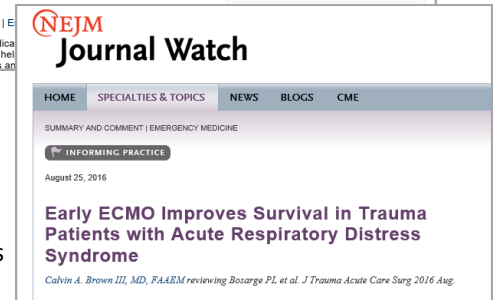 | E
NEJM
Journal Watch
HOME SPECIALTIES & TOPICS NEWS BLOGS CME
SUMMARY AND COMMENT | EMERGENCY MEDICINE
INFORMING PRACTICE
August 25, 2016
Early ECMO Improves Survival in Trauma
Patients with Acute Respiratory Distress
Syndrome
Calvin A. Brown III, MD, FAAEM reviewing Bosarge PL et al. J Trauma Acute Care Surg 2016 Aug.